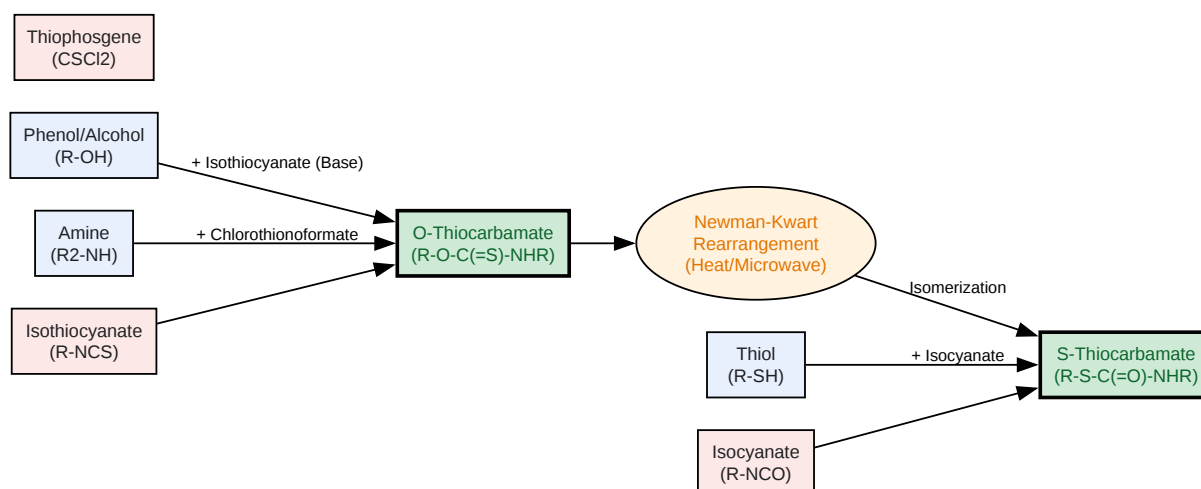 Thiophosgene
(CSCl2)
Phenol/Alcohol
(R-OH)
+ Isothiocyanate (Base)
Amine
(R2-NH)
+ Chlorothionoformate
Isothiocyanate
(R-NCS)
O-Thiocarbamate
(R-O-C(=S)-NHR)
Newman-Kwart
Rearrangement
(Heat/Microwave)
Isomerization
Thiol
(R-SH)
+ Isocyanate
Isocyanate
(R-NCO)
S-Thiocarbamate
(R-S-C(=O)-NHR)